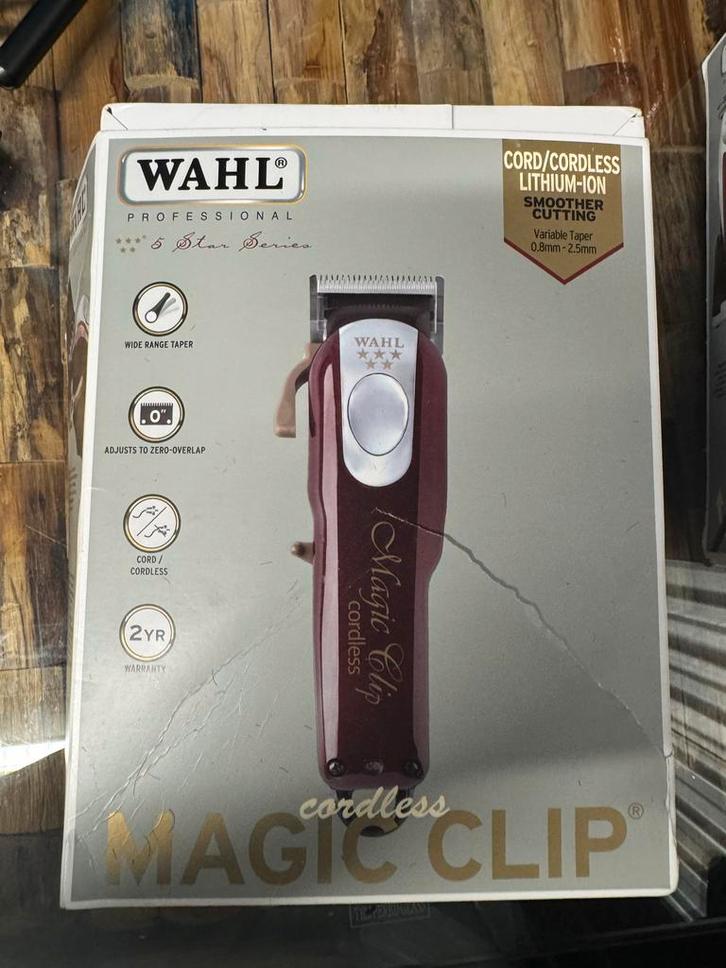 WAHL®
PROFESSIONAL
5 Star Series
CORD/CORDLESS
LITHIUM-ION
SMOOTHER
CUTTING
Variable Taper
0.8mm - 2.5mm
WIDE RANGE TAPER
0"
ADJUSTS TO ZERO-OVERLAP
CORD /
CORDLESS
2YR
WARRANTY
WAHL
Magic Clip
cordless
cordless
MAGIC CLIP®